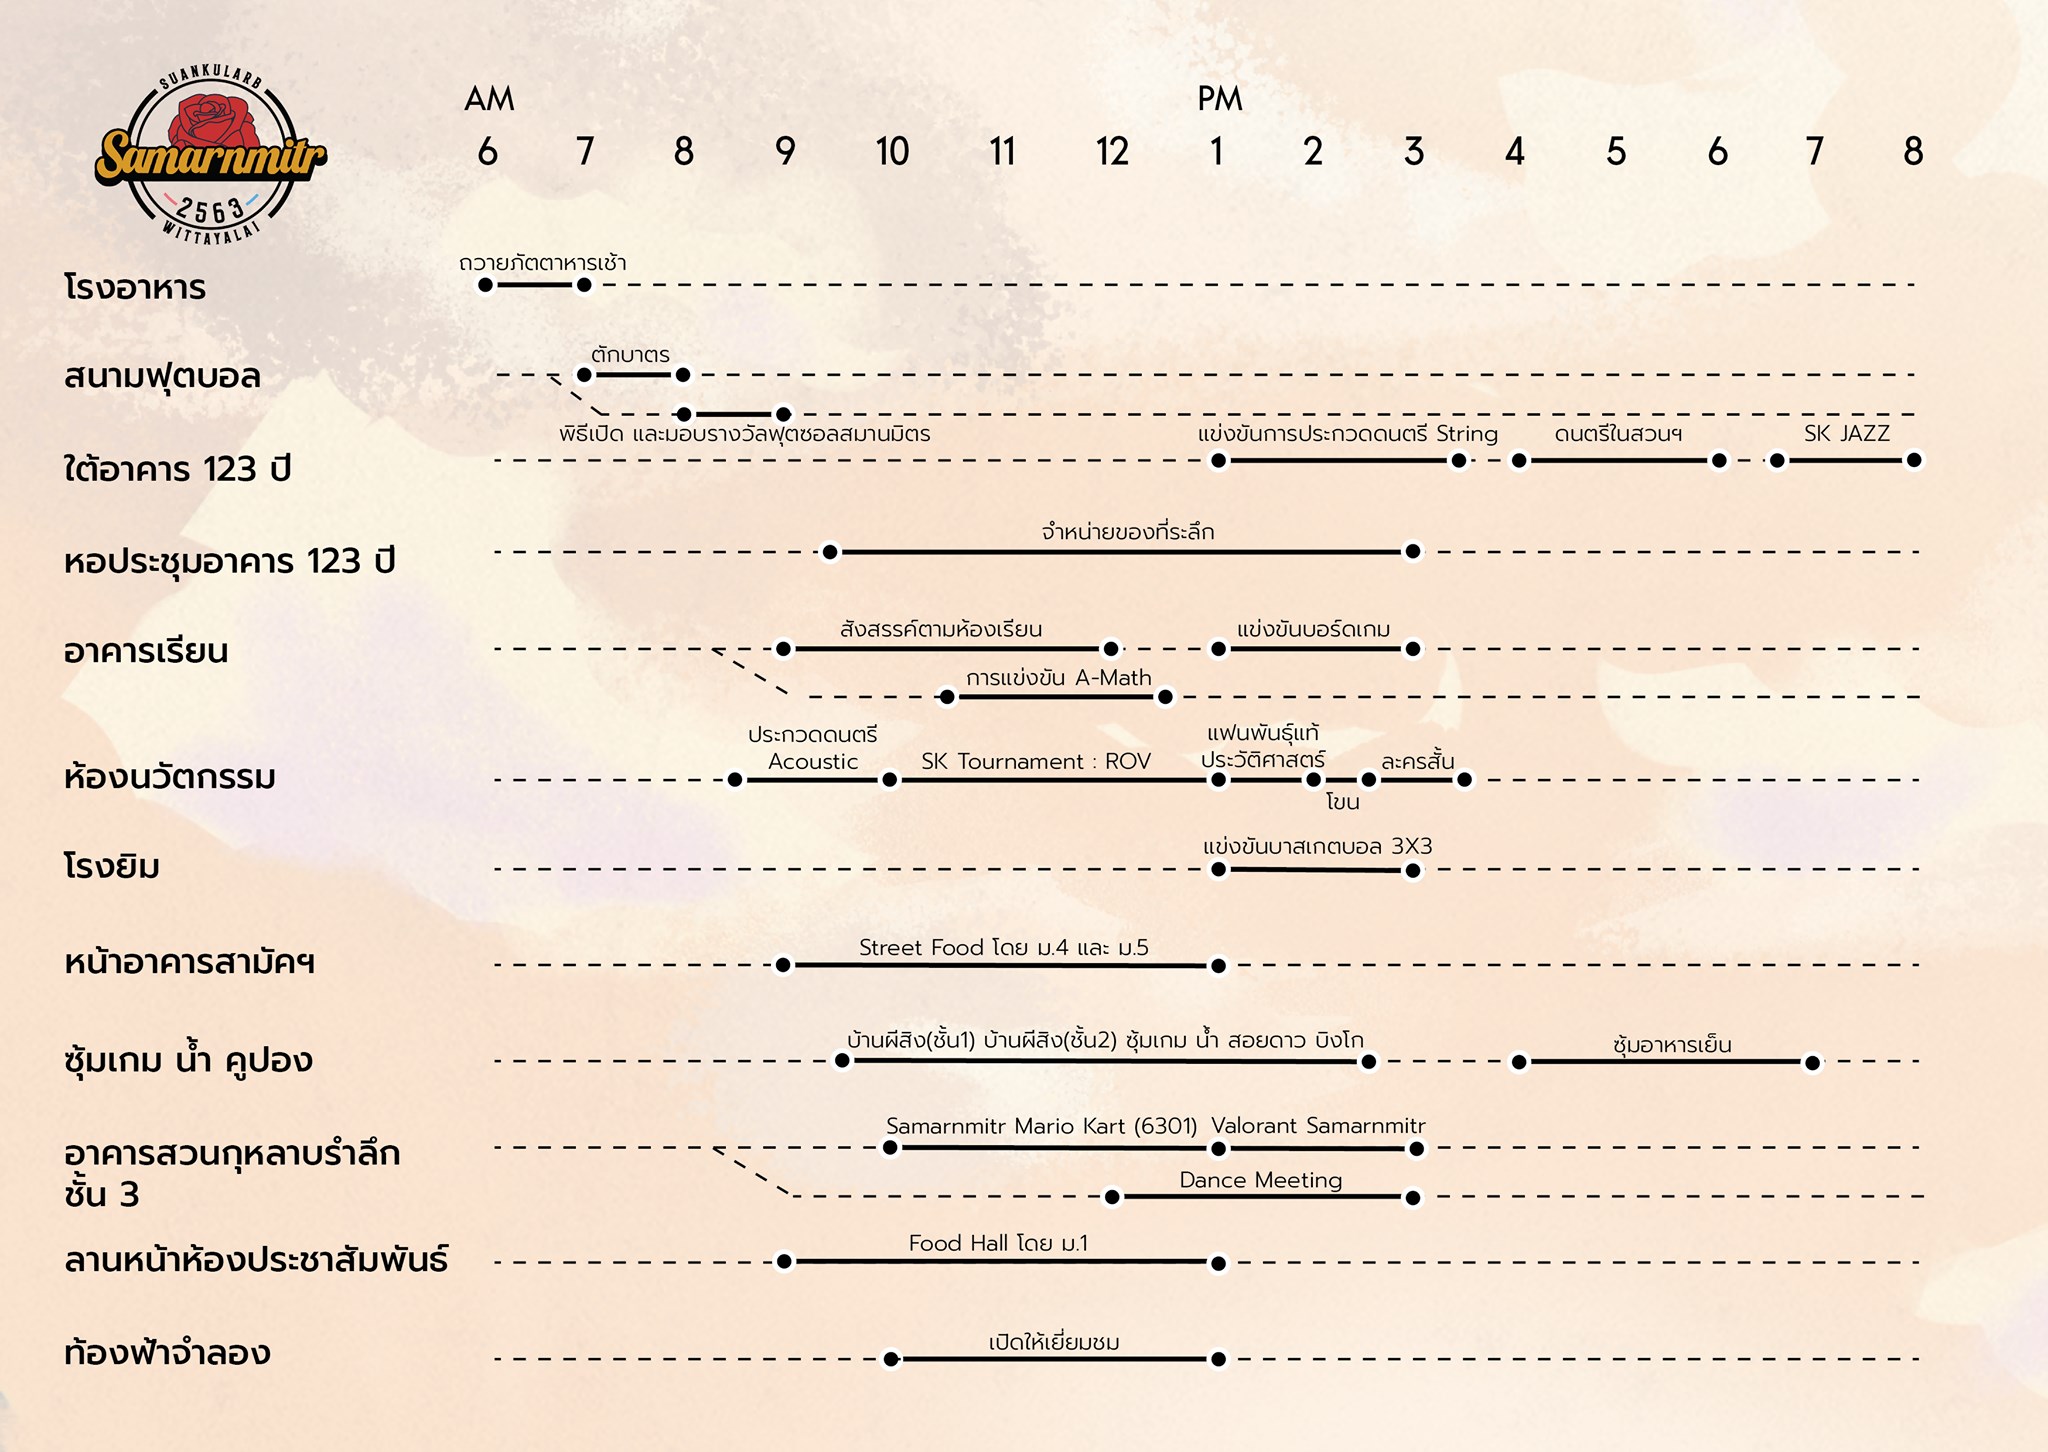 SUANKULARB
Samarnmitr
2563
WITTAYALAI
AM PM
6 7 8 9 10 11 12 1 2 3 4 5 6 7 8
ถวายภัตตาหารเช้า
โรงอาหาร
ตักบาตร
สนามฟุตบอล
พิธีเปิด และมอบรางวัลฟุตซอลสมานมิตร
แข่งขันการประกวดดนตรี String ดนตรีในสวนฯ SK JAZZ
ใต้อาคาร 123 ปี
จำหน่ายของที่ระลึก
หอประชุมอาคาร 123 ปี
สังสรรค์ตามห้องเรียน แข่งขันบอร์ดเกม
อาคารเรียน
การแข่งขัน A-Math
ประกวดดนตรี
Acoustic
SK Tournament : ROV
แฟนพันธุ์แท้
ประวัติศาสตร์
ละครสั้น
ห้องนวัตกรรม
โขน
แข่งขันบาสเกตบอล 3X3
โรงยิม
Street Food โดย ม.4 และ ม.5
หน้าอาคารสามัคฯ
บ้านผีสิง(ชั้น1) บ้านผีสิง(ชั้น2) ซุ้มเกม น้ำ สอยดาว บิงโก ซุ้มอาหารเย็น
ซุ้มเกม น้ำ คูปอง
Samarnmitr Mario Kart (6301) Valorant Samarnmitr
อาคารสวนกุหลาบรำลึก
ชั้น 3
Dance Meeting
Food Hall โดย ม.1
ลานหน้าห้องประชาสัมพันธ์
เปิดให้เยี่ยมชม
ท้องฟ้าจำลอง